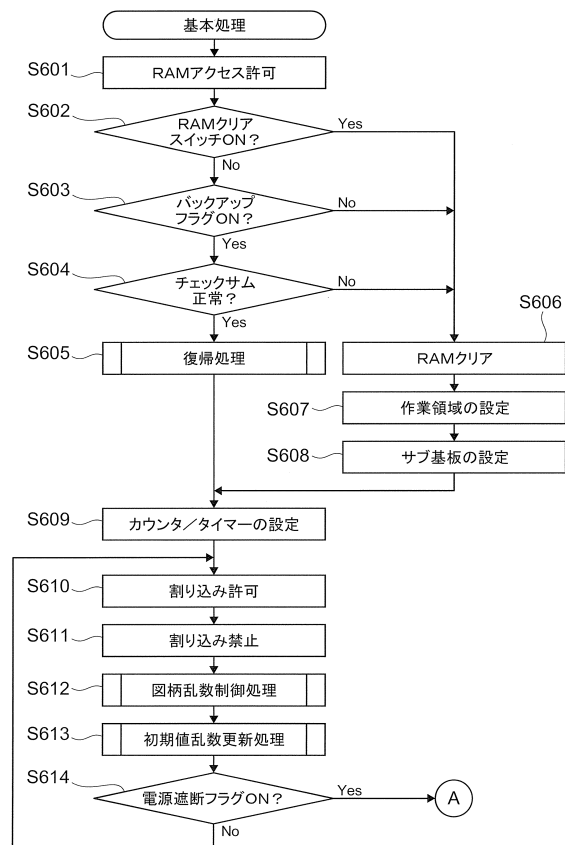 基本処理
S601
RAMアクセス許可
S602
RAMクリア
スイッチON？
Yes
No
S603
バックアップ
フラグON？
No
Yes
S604
チェックサム
正常？
No
Yes
S605
復帰処理
S606
RAMクリア
S607
作業領域の設定
S608
サブ基板の設定
S609
カウンタ／タイマーの設定
S610
割り込み許可
S611
割り込み禁止
S612
図柄乱数制御処理
S613
初期値乱数更新処理
S614
電源遮断フラグON？
Yes
A
No